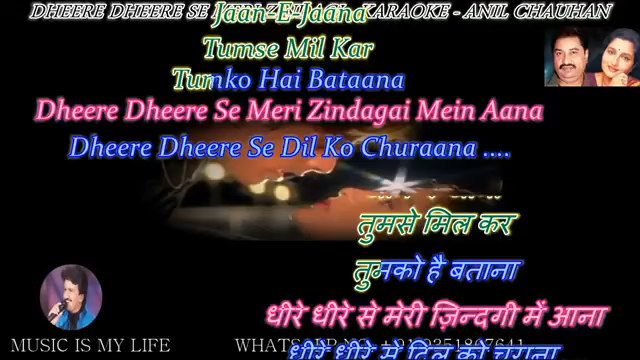 DHEERE DHEERE SE
KARAOKE - ANIL CHAUHAN
Jaan-E-Jaana
Tumse Mil Kar
Tumko Hai Bataana
Dheere Dheere Se Meri Zindagai Mein Aana
Dheere Dheere Se Dil Ko Churaana ....
तुमसे मिल कर
तुमको है बताना
धीरे धीरे से मेरी ज़िन्दगी में आना
धीरे धीरे से दिल को चुराना
MUSIC IS MY LIFE